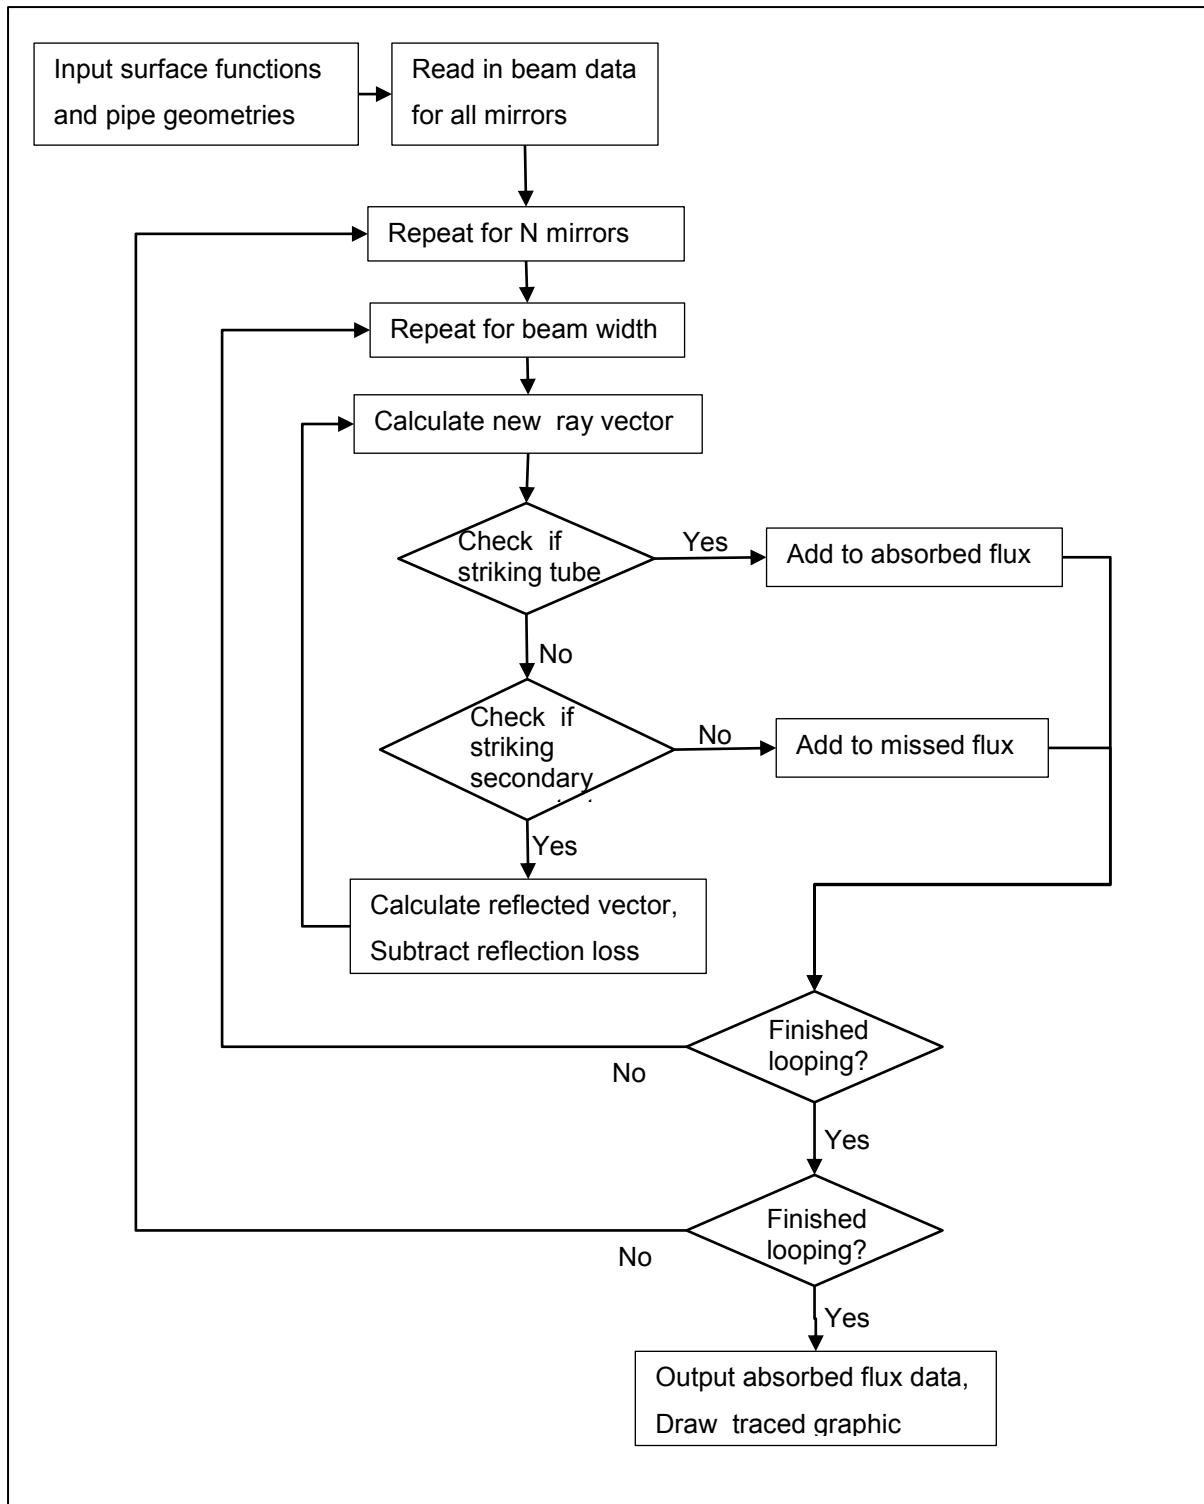 Input surface functions
and pipe geometries
Read in beam data
for all mirrors
Repeat for N mirrors
Repeat for beam width
Calculate new ray vector
Check if
striking tube
Yes
Add to absorbed flux
No
Check if
striking
secondary
No
Add to missed flux
Yes
Calculate reflected vector,
Subtract reflection loss
Finished
looping?
No
Yes
Finished
looping?
No
Yes
Output absorbed flux data,
Draw traced graphic